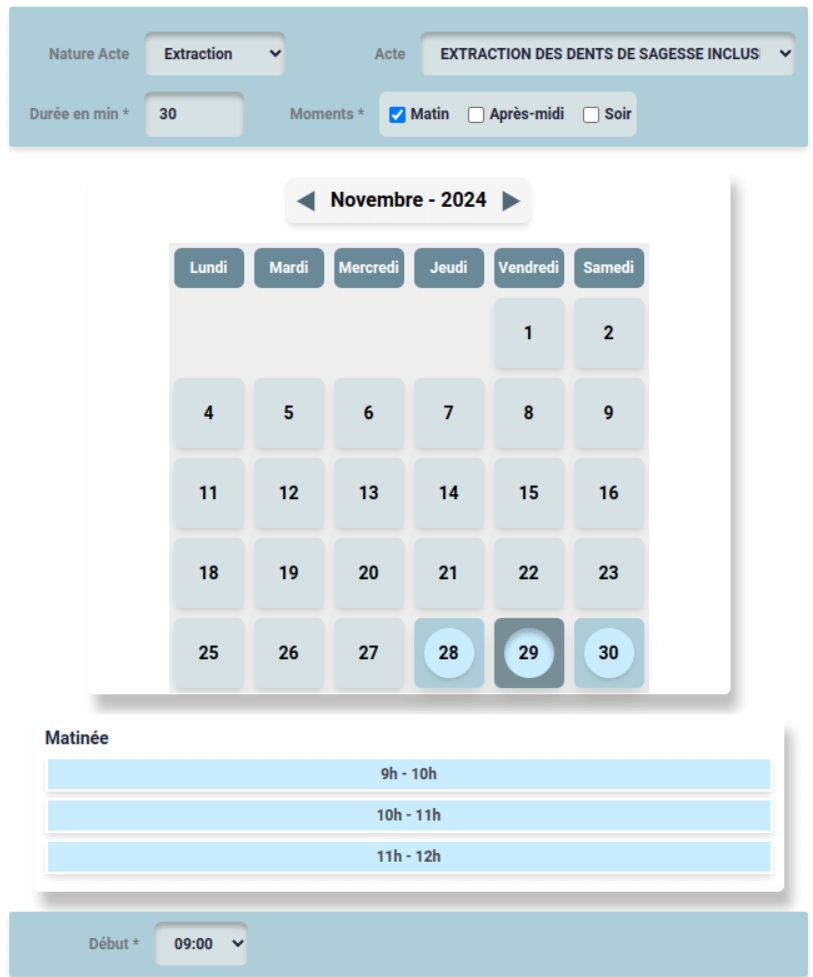 Nature Acte Extraction Acte EXTRACTION DES DENTS DE SAGESSE INCLUS
Durée en min * 30 Moments * Matin Après-midi Soir
Novembre - 2024
Lundi Mardi Mercredi Jeudi Vendredi Samedi
1 2
4 5 6 7 8 9
11 12 13 14 15 16
18 19 20 21 22 23
25 26 27 28 29 30
Matinée
9h - 10h
10h - 11h
11h - 12h
Début * 09:00